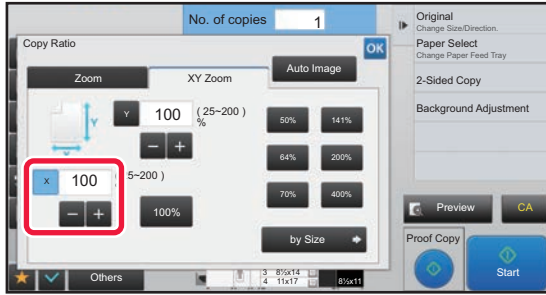 No. of copies 1
Copy Ratio
OK
Zoom
XY Zoom
Auto Image
Y
Y 100 ( 25~200 )
%
50% 141%
X 100 5~200 )
64% 200%
70% 400%
100%
by Size
Others
3 8½x14
4 11x17
8½x11
Original
Change Size/Direction.
Paper Select
Change Paper Feed Tray
2-Sided Copy
Background Adjustment
Preview
CA
Proof Copy
Start